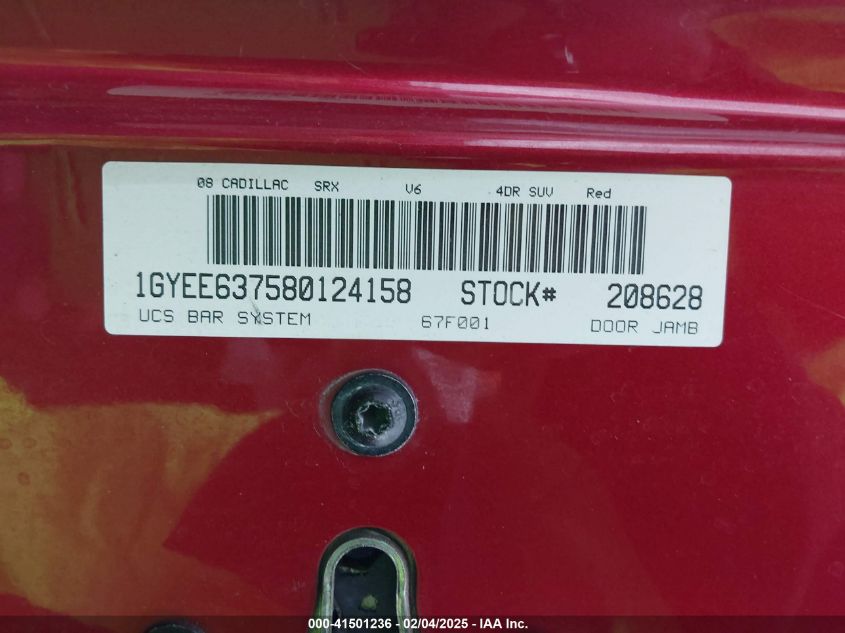 08 CADILLAC SRX V6 4DR SUV Red
1GYEE637580124158 STOCK# 208628
UCS BAR SYSTEM 67F001 DOOR JAMB
000-41501236 - 02/04/2025 - IAA Inc.